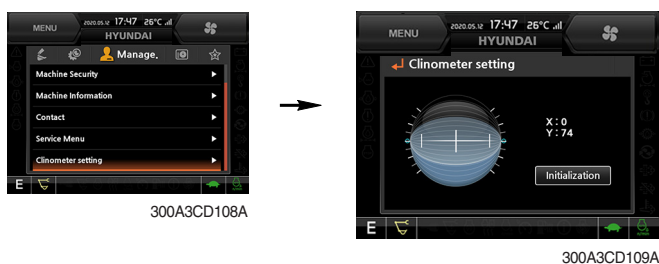 MENU
2020.05.12 17:47 26°C
HYUNDAI
Manage.
Machine Security
Machine Information
Contact
Service Menu
Clinometer setting
E
300A3CD108A
MENU
2020.05.12 17:47 26°C
HYUNDAI
Clinometer setting
X : 0
Y : 74
Initialization
E
300A3CD109A